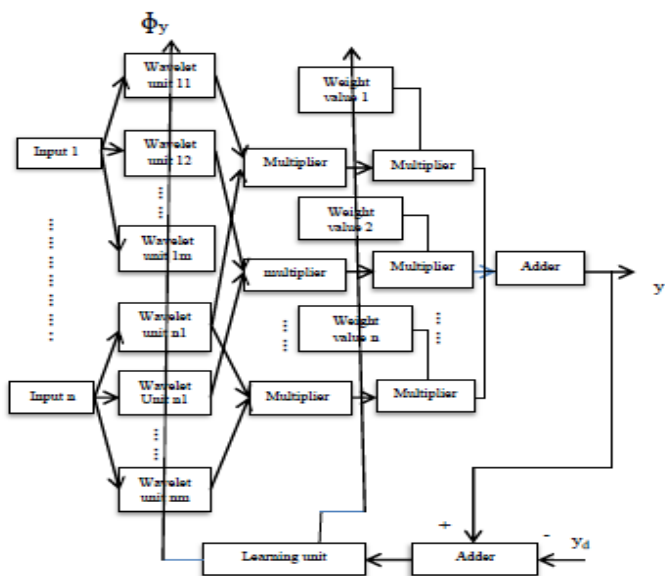 Φy
Wavelet
unit 11
Weight
value 1
Input 1
Wavelet
unit 12
Multiplier
Multiplier
Weight
value 2
Wavelet
unit 1m
multiplier
Multiplier
Adder
y
Wavelet
unit n1
Weight
value n
Input n
Wavelet
Unit n1
Multiplier
Multiplier
Wavelet
unit nm
+
-
yd
Learning unit
Adder